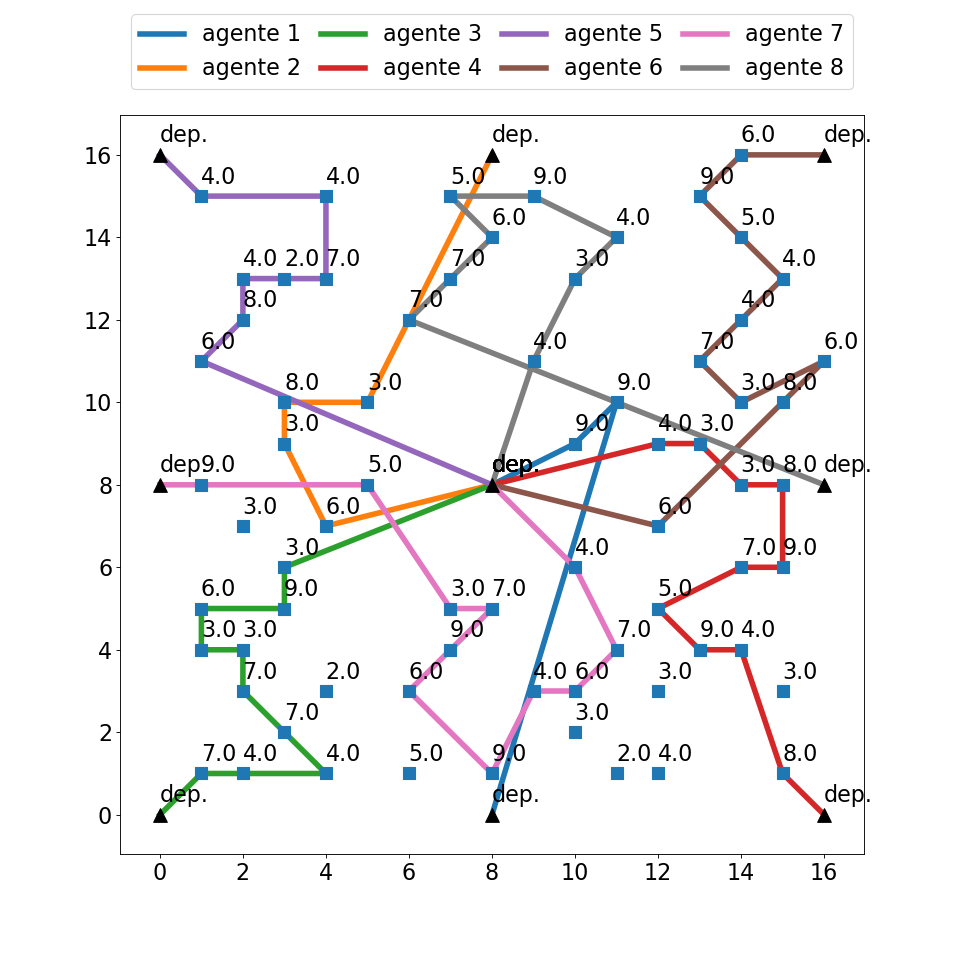 agente 1 agente 3 agente 5 agente 7
agente 2 agente 4 agente 6 agente 8
dep. dep. 6.0 dep.
16
4.0 4.0 5.0 9.0 9.0
14 6.0 4.0 5.0
4.0 2.0 7.0 7.0 3.0 4.0
12 8.0 7.0 4.0
6.0 4.0 7.0 6.0
10 8.0 3.0 9.0 3.0 8.0
3.0 9.0 4.0 3.0
8 dep. 9.0 5.0 dep. 3.0 8.0 dep.
3.0 6.0 6.0
6 3.0 4.0 7.0 9.0
6.0 9.0 3.0 7.0 5.0
4 3.0 3.0 9.0 7.0 9.0 4.0
7.0 2.0 6.0 4.0 6.0 3.0 3.0
2 7.0 3.0
7.0 4.0 4.0 5.0 9.0 2.0 4.0 8.0
0 dep. dep. dep.
0 2 4 6 8 10 12 14 16